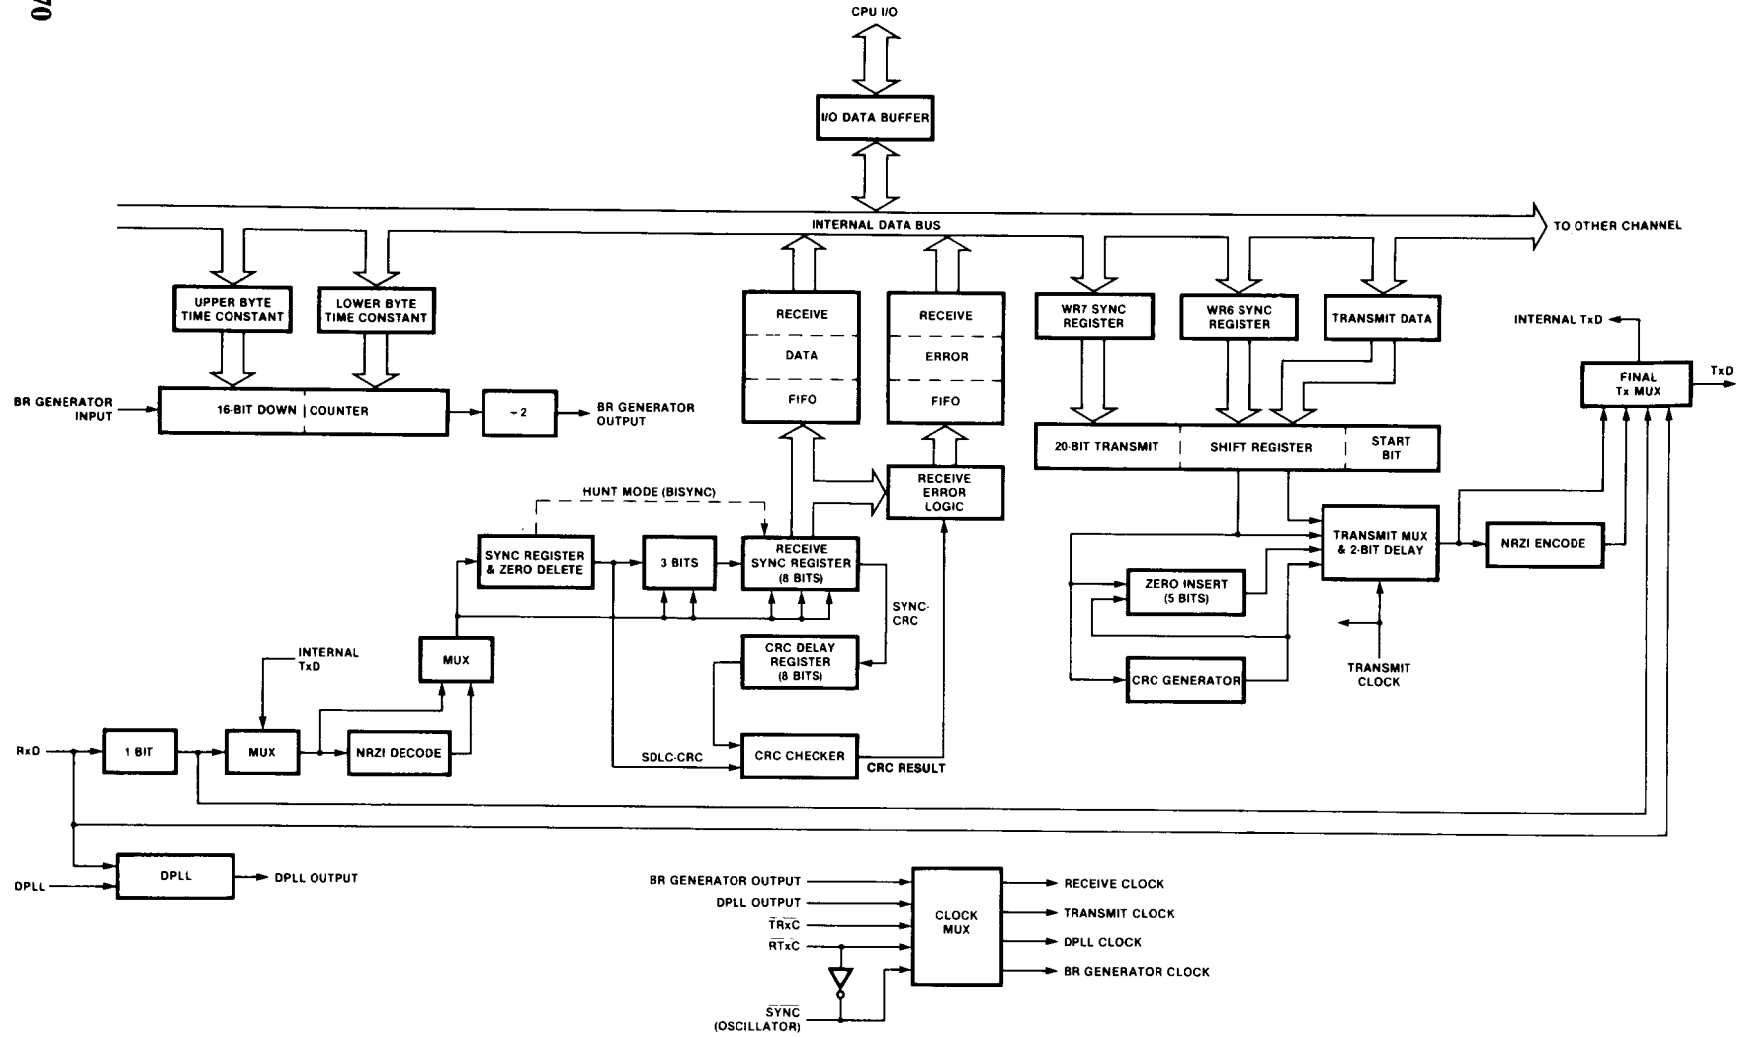 70
CPU I/O
I/O DATA BUFFER
INTERNAL DATA BUS
TO OTHER CHANNEL
UPPER BYTE
TIME CONSTANT
LOWER BYTE
TIME CONSTANT
RECEIVE
DATA
FIFO
RECEIVE
ERROR
FIFO
WR7 SYNC
REGISTER
WR6 SYNC
REGISTER
TRANSMIT DATA
INTERNAL TxD
FINAL
Tx MUX
TxD
BR GENERATOR
INPUT
16-BIT DOWN COUNTER
÷2
BR GENERATOR
OUTPUT
20-BIT TRANSMIT
SHIFT REGISTER
START
BIT
RECEIVE
ERROR
LOGIC
HUNT MODE (BISYNC)
SYNC REGISTER
& ZERO DELETE
3 BITS
RECEIVE
SYNC REGISTER
(8 BITS)
TRANSMIT MUX
& 2-BIT DELAY
NRZI ENCODE
ZERO INSERT
(5 BITS)
SYNC-
CRC
CRC DELAY
REGISTER
(8 BITS)
CRC GENERATOR
TRANSMIT
CLOCK
INTERNAL
TxD
MUX
RxD
1 BIT
MUX
NRZI DECODE
SDLC-CRC
CRC CHECKER
CRC RESULT
DPLL
DPLL
DPLL OUTPUT
BR GENERATOR OUTPUT
DPLL OUTPUT
TRxC
RTxC
SYNC
(OSCILLATOR)
CLOCK
MUX
RECEIVE CLOCK
TRANSMIT CLOCK
DPLL CLOCK
BR GENERATOR CLOCK